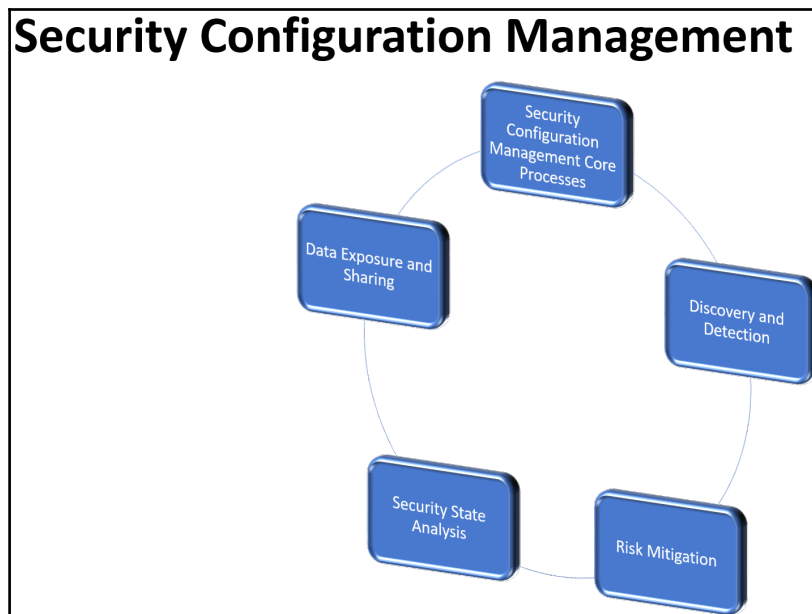 Security Configuration Management
Security
Configuration
Management Core
Processes
Data Exposure and
Sharing
Discovery and
Detection
Security State
Analysis
Risk Mitigation